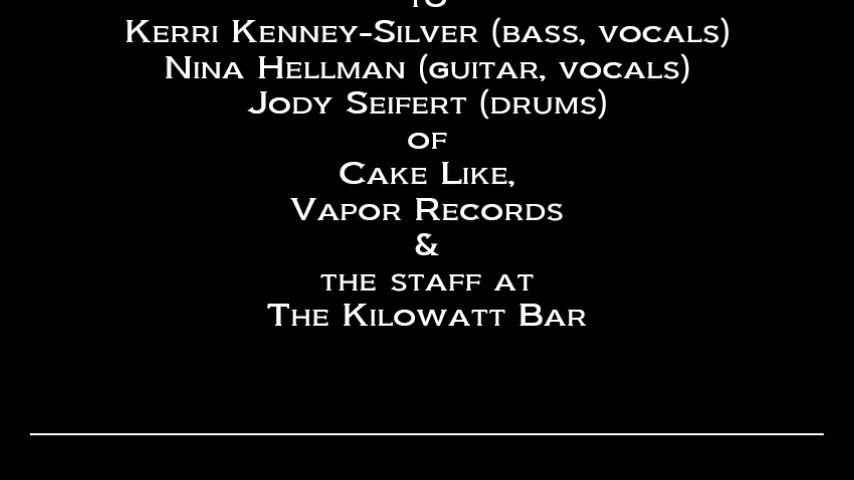 to
Kerri Kenney-Silver (bass, vocals)
Nina Hellman (guitar, vocals)
Jody Seifert (drums)
of
Cake Like,
Vapor Records
&
the staff at
The Kilowatt Bar